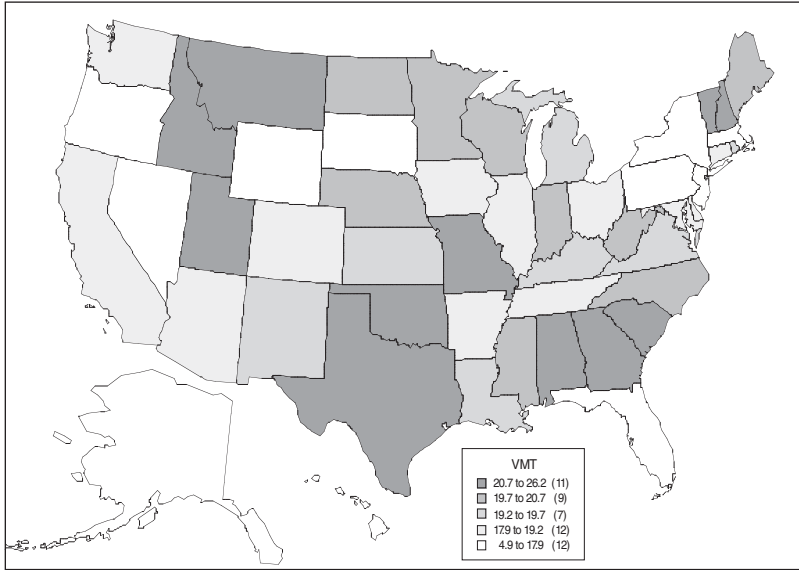 VMT
20.7 to 26.2 (11)
19.7 to 20.7 (9)
19.2 to 19.7 (7)
17.9 to 19.2 (12)
4.9 to 17.9 (12)